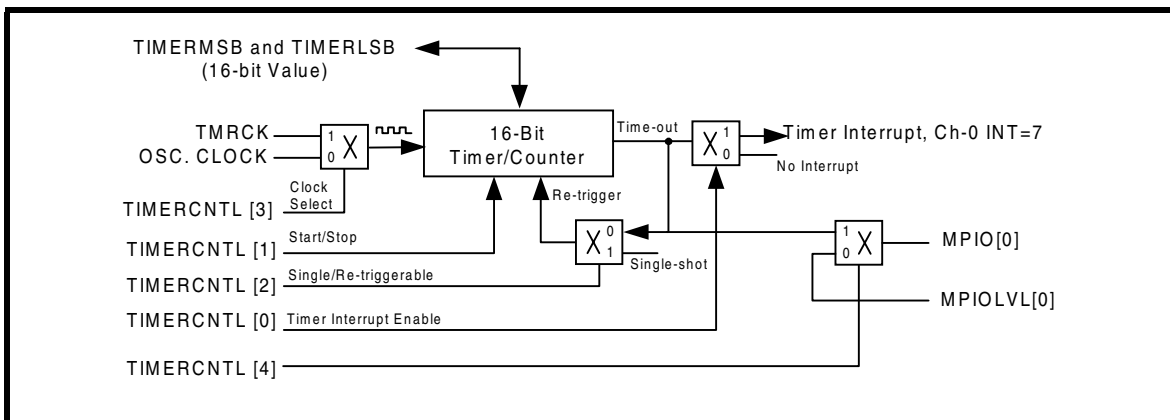 TIMERMSB and TIMERLSB
(16-bit Value)
TMRCK
OSC. CLOCK
1
0
X
16-Bit
Timer/Counter
Time-out
X
1
0
Timer Interrupt, Ch-0 INT=7
No Interrupt
Clock
Select
TIMERCNTL [3]
Re-trigger
TIMERCNTL [1]
Start/Stop
X
0
1
Single-shot
1
0
X
MPIO[0]
TIMERCNTL [2]
Single/Re-triggerable
MPIOLVL[0]
TIMERCNTL [0]
Timer Interrupt Enable
TIMERCNTL [4]